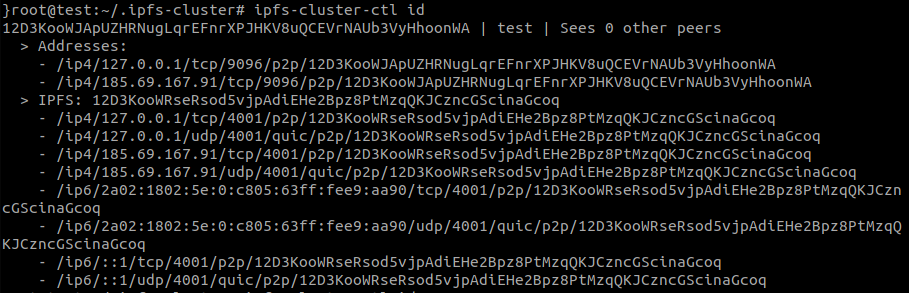 }root@test:~/.ipfs-cluster# ipfs-cluster-ctl id
12D3KooWJApUZHRNugLqrEFnrXPJHKV8uQCEVrNAUb3VyHhoonWA | test | Sees 0 other peers
  > Addresses:
    - /ip4/127.0.0.1/tcp/9096/p2p/12D3KooWJApUZHRNugLqrEFnrXPJHKV8uQCEVrNAUb3VyHhoonWA
    - /ip4/185.69.167.91/tcp/9096/p2p/12D3KooWJApUZHRNugLqrEFnrXPJHKV8uQCEVrNAUb3VyHhoonWA
  > IPFS: 12D3KooWRseRsod5vjpAdiEHe2Bpz8PtMzqQKJCzncGScinaGcoq
    - /ip4/127.0.0.1/tcp/4001/p2p/12D3KooWRseRsod5vjpAdiEHe2Bpz8PtMzqQKJCzncGScinaGcoq
    - /ip4/127.0.0.1/udp/4001/quic/p2p/12D3KooWRseRsod5vjpAdiEHe2Bpz8PtMzqQKJCzncGScinaGcoq
    - /ip4/185.69.167.91/tcp/4001/p2p/12D3KooWRseRsod5vjpAdiEHe2Bpz8PtMzqQKJCzncGScinaGcoq
    - /ip4/185.69.167.91/udp/4001/quic/p2p/12D3KooWRseRsod5vjpAdiEHe2Bpz8PtMzqQKJCzncGScinaGcoq
    - /ip6/2a02:1802:5e:0:c805:63ff:fee9:aa90/tcp/4001/p2p/12D3KooWRseRsod5vjpAdiEHe2Bpz8PtMzqQKJCzn
cGScinaGcoq
    - /ip6/2a02:1802:5e:0:c805:63ff:fee9:aa90/udp/4001/quic/p2p/12D3KooWRseRsod5vjpAdiEHe2Bpz8PtMzqQ
KJCzncGScinaGcoq
    - /ip6/::1/tcp/4001/p2p/12D3KooWRseRsod5vjpAdiEHe2Bpz8PtMzqQKJCzncGScinaGcoq
    - /ip6/::1/udp/4001/quic/p2p/12D3KooWRseRsod5vjpAdiEHe2Bpz8PtMzqQKJCzncGScinaGcoq